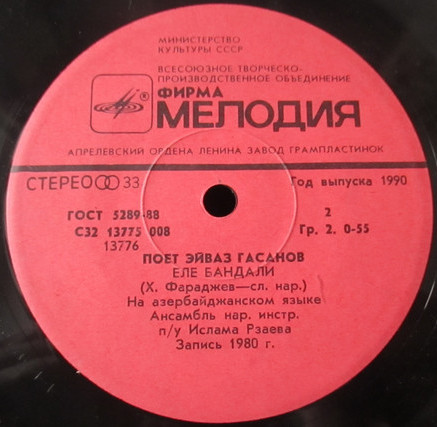 МИНИСТЕРСТВО
КУЛЬТУРЫ СССР
ВСЕСОЮЗНОЕ ТВОРЧЕСКО-
ПРОИЗВОДСТВЕННОЕ ОБЪЕДИНЕНИЕ
ФИРМА
® МЕЛОДИЯ
АПРЕЛЕВСКИЙ ОРДЕНА ЛЕНИНА ЗАВОД ГРАМПЛАСТИНОК
СТЕРЕО 33 Год выпуска 1990
ГОСТ 5289-88 2
С32 13775 008 Гр. 2. 0-55
13776
ПОЕТ ЭЙВАЗ ГАСАНОВ
ЕЛЕ БАНДАЛИ
(Х. Фараджев—сл. нар.)
На азербайджанском языке
Ансамбль нар. инстр.
п/у Ислама Рзаева
Запись 1980 г.